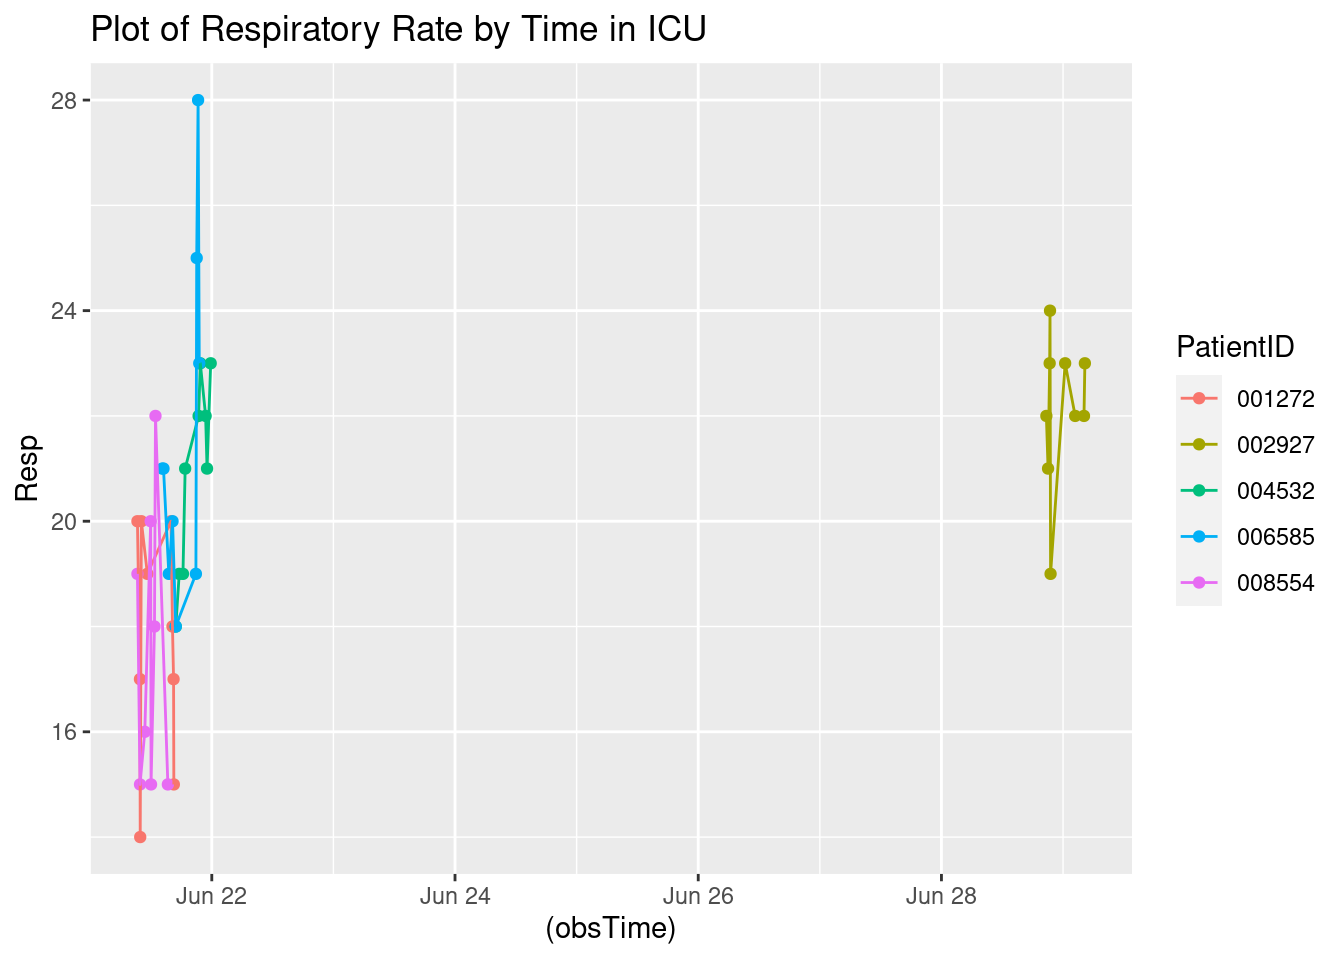 Plot of Respiratory Rate by Time in ICU
28
24
20
16
Resp
Jun 22
Jun 24
Jun 26
Jun 28
(obsTime)
PatientID
001272
002927
004532
006585
008554